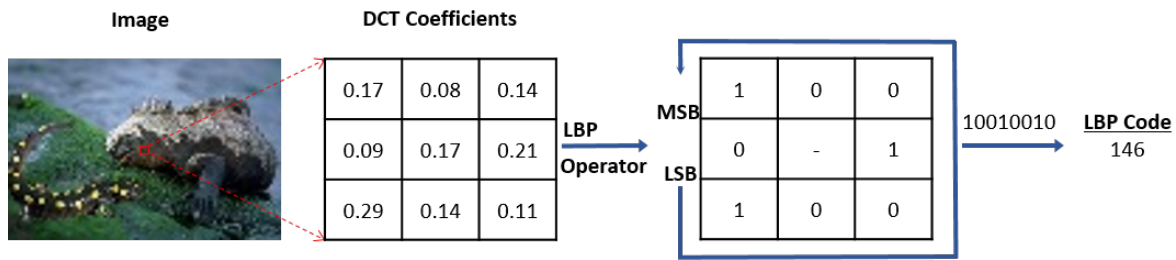 Image
DCT Coefficients
0.17 0.08 0.14
0.09 0.17 0.21
0.29 0.14 0.11
LBP
Operator
MSB
LSB
1 0 0
0 - 1
1 0 0
10010010
LBP Code
146